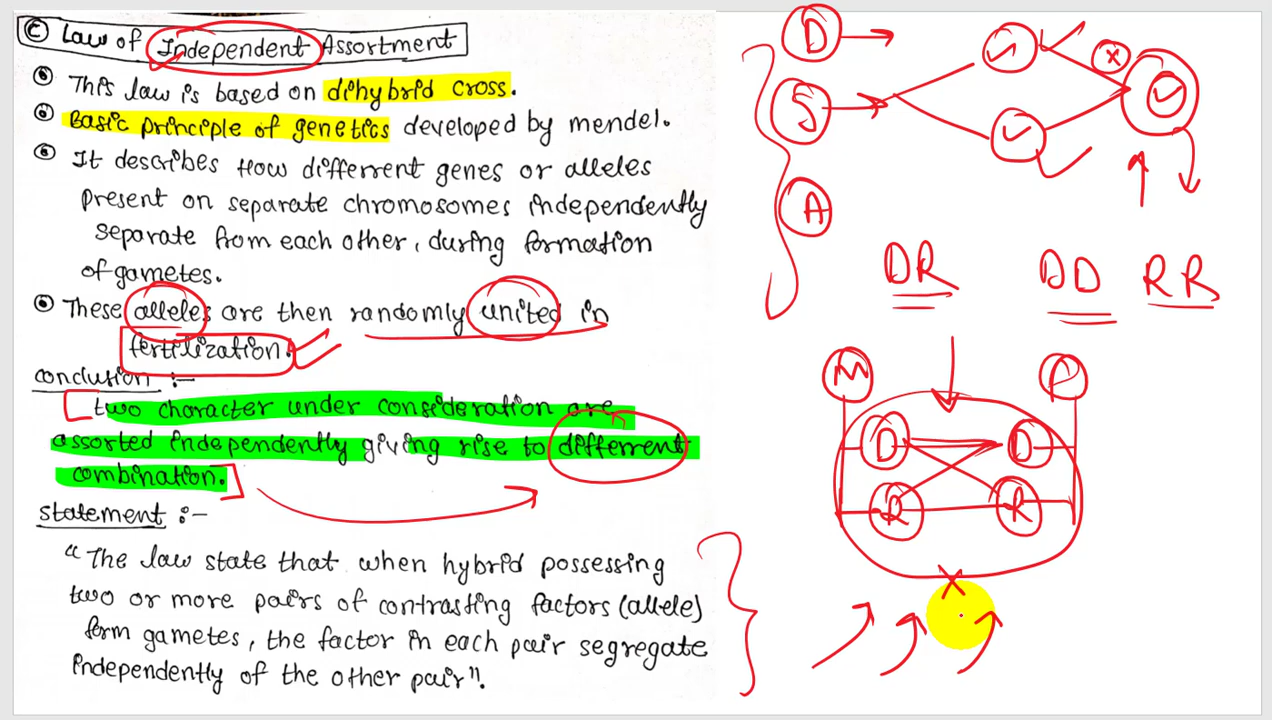 C Law of Independent Assortment
This law is based on dihybrid cross.
Basic principle of genetics developed by mendel.
It describes How different genes or alleles
present on separate chromosomes independently
separate from each other, during formation
of gametes.
These alleles are then randomly united in
fertilization.
conclusion :-
two character under consideration are
assorted independently giving rise to different
combination.
statement :-
"The law state that when hybrid possessing
two or more pairs of contrasting factors (allele)
form gametes, the factor in each pair segregate
independently of the other pair".
D
S
A
DR DD RR
M
D D
R R